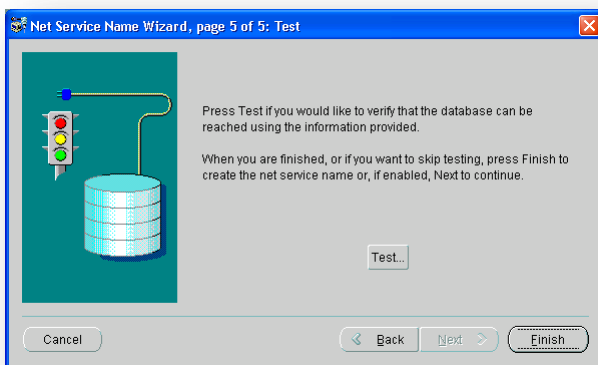 Net Service Name Wizard, page 5 of 5: Test
Press Test if you would like to verify that the database can be
reached using the information provided.
When you are finished, or if you want to skip testing, press Finish to
create the net service name or, if enabled, Next to continue.
Test...
Cancel
Back
Next
Finish